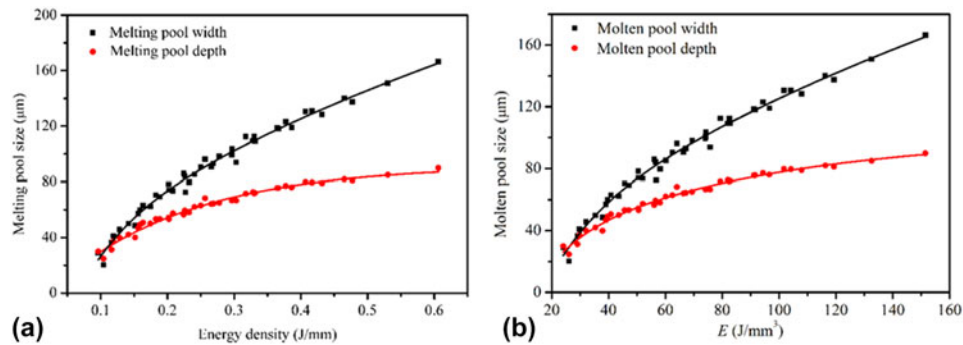 Melting pool width
Melting pool depth
Melting pool size (μm)
160
120
80
40
0
0.1 0.2 0.3 0.4 0.5 0.6
Energy density (J/mm)
(a)
Molten pool width
Molten pool depth
Molten pool size (μm)
160
120
80
40
0
20 40 60 80 100 120 140 160
E (J/mm³)
(b)